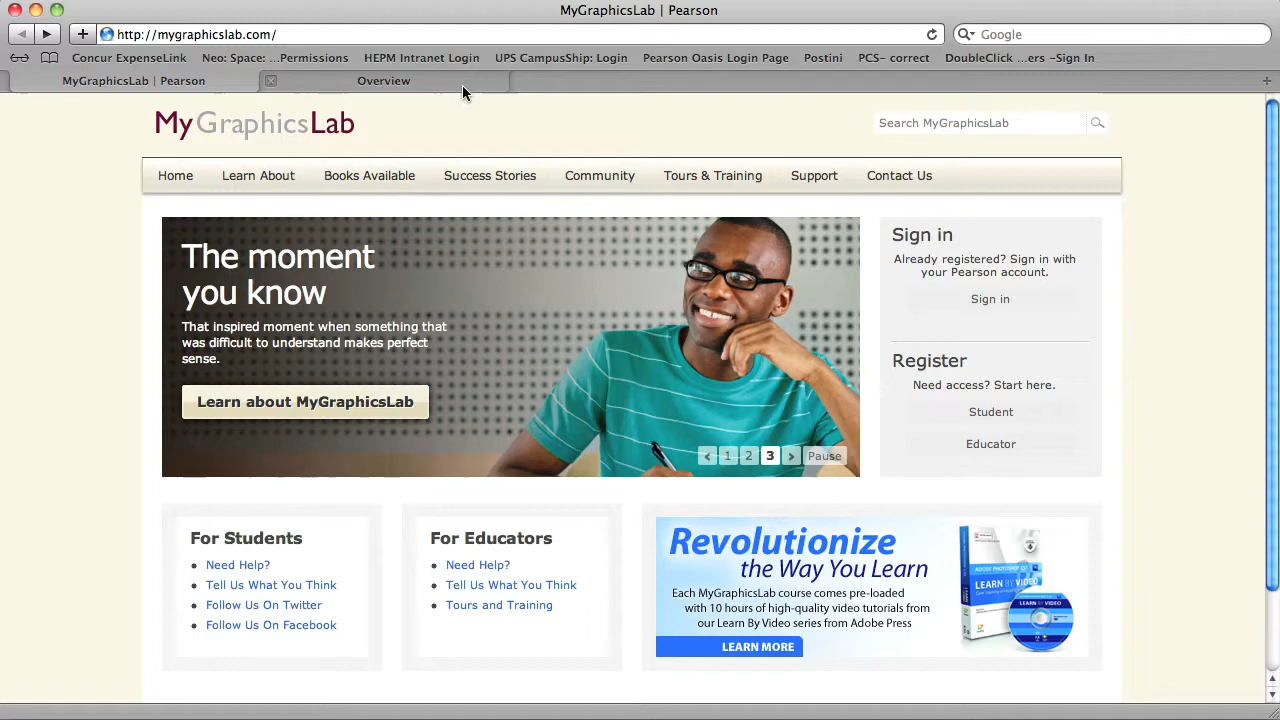 MyGraphicsLab | Pearson
http://mygraphicslab.com/
Google
Concur ExpenseLink Neo: Space: ...Permissions HEPM Intranet Login UPS CampusShip: Login Pearson Oasis Login Page Postini PCS- correct DoubleClick ...ers -Sign In
MyGraphicsLab | Pearson Overview
MyGraphicsLab
Search MyGraphicsLab
Home Learn About Books Available Success Stories Community Tours & Training Support Contact Us
The moment
you know
That inspired moment when something that
was difficult to understand makes perfect
sense.
Learn about MyGraphicsLab
< 1 2 3 > Pause
Sign in
Already registered? Sign in with
your Pearson account.
Sign in
Register
Need access? Start here.
Student
Educator
For Students
Need Help?
Tell Us What You Think
Follow Us On Twitter
Follow Us On Facebook
For Educators
Need Help?
Tell Us What You Think
Tours and Training
Revolutionize
the Way You Learn
Each MyGraphicsLab course comes pre-loaded
with 10 hours of high-quality video tutorials from
our Learn By Video series from Adobe Press
LEARN MORE
LEARN BY VIDEO
LEARN BY VIDEO